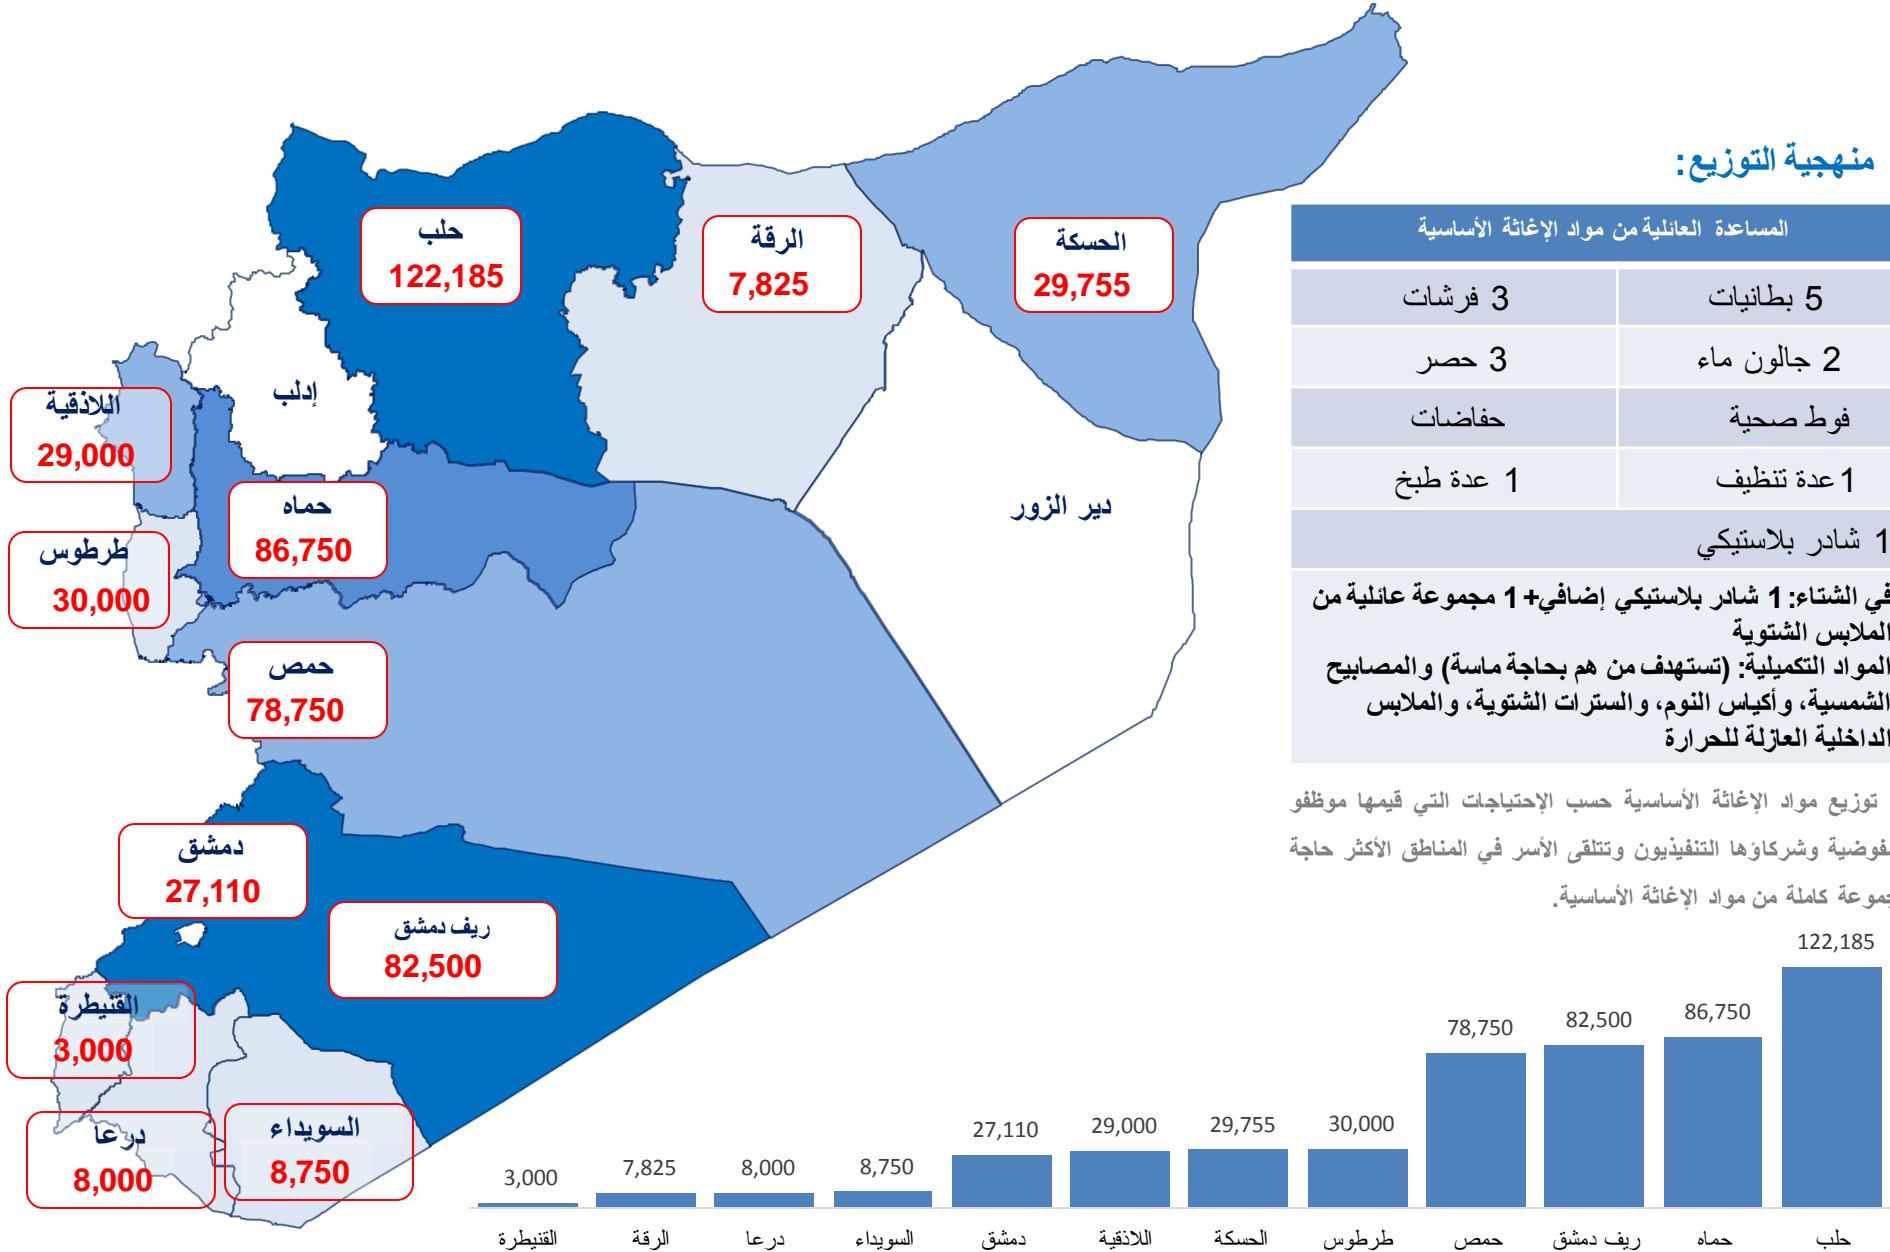 منهجية التوزيع:
المساعدة العائلية من مواد الإغاثة الأساسية
5 بطانيات
3 فرشات
2 جالون ماء
3 حصر
فوط صحية
حفاضات
1 عدة تنظيف
1 عدة طبخ
1 شادر بلاستيكي
في الشتاء: 1 شادر بلاستيكي إضافي+ 1 مجموعة عائلية من
الملابس الشتوية
المواد التكميلية: (تستهدف من هم بحاجة ماسة) والمصابيح
الشمسية، وأكياس النوم، والسترات الشتوية، والملابس
الداخلية العازلة للحرارة
توزيع مواد الإغاثة الأساسية حسب الإحتياجات التي قيمها موظفو
وشركاؤها التنفيذيون وتتلقى الأسر في المناطق الأكثر حاجة
كاملة من مواد الإغاثة الأساسية.
حلب
122,185
الرقة
7,825
الحسكة
29,755
إدلب
اللاذقية
29,000
حماه
86,750
دير الزور
طرطوس
30,000
حمص
78,750
دمشق
27,110
ريف دمشق
82,500
القنيطرة
3,000
درعا
8,000
السويداء
8,750
122,185
86,750
82,500
78,750
30,000
29,755
29,000
27,110
8,750
8,000
7,825
3,000
حلب
حماه
ريف دمشق
حمص
طرطوس
الحسكة
اللاذقية
دمشق
السويداء
درعا
الرقة
القنيطرة